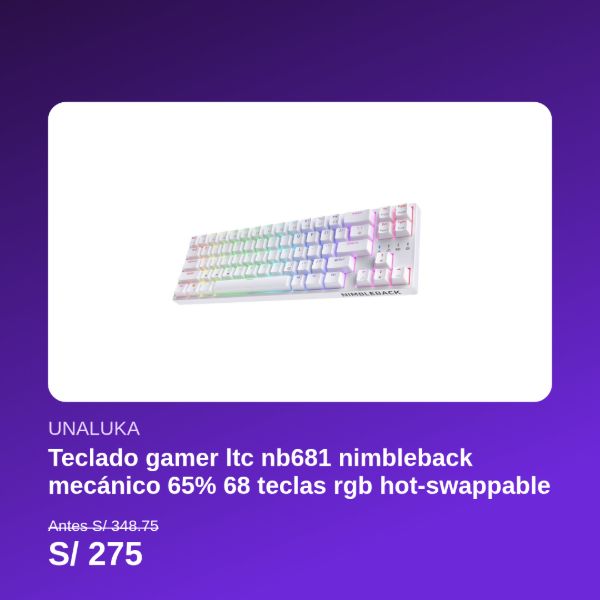 NIMBLEBACK
UNALUKA
Teclado gamer ltc nb681 nimbleback
mecánico 65% 68 teclas rgb hot-swappable
Antes S/ 348.75
S/ 275